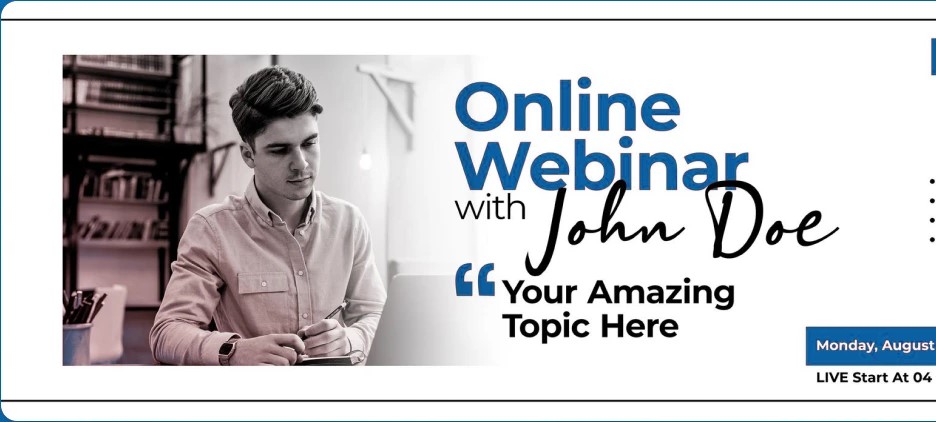 Online
Webinar
with John Doe
“ Your Amazing
Topic Here
Monday, August
LIVE Start At 04